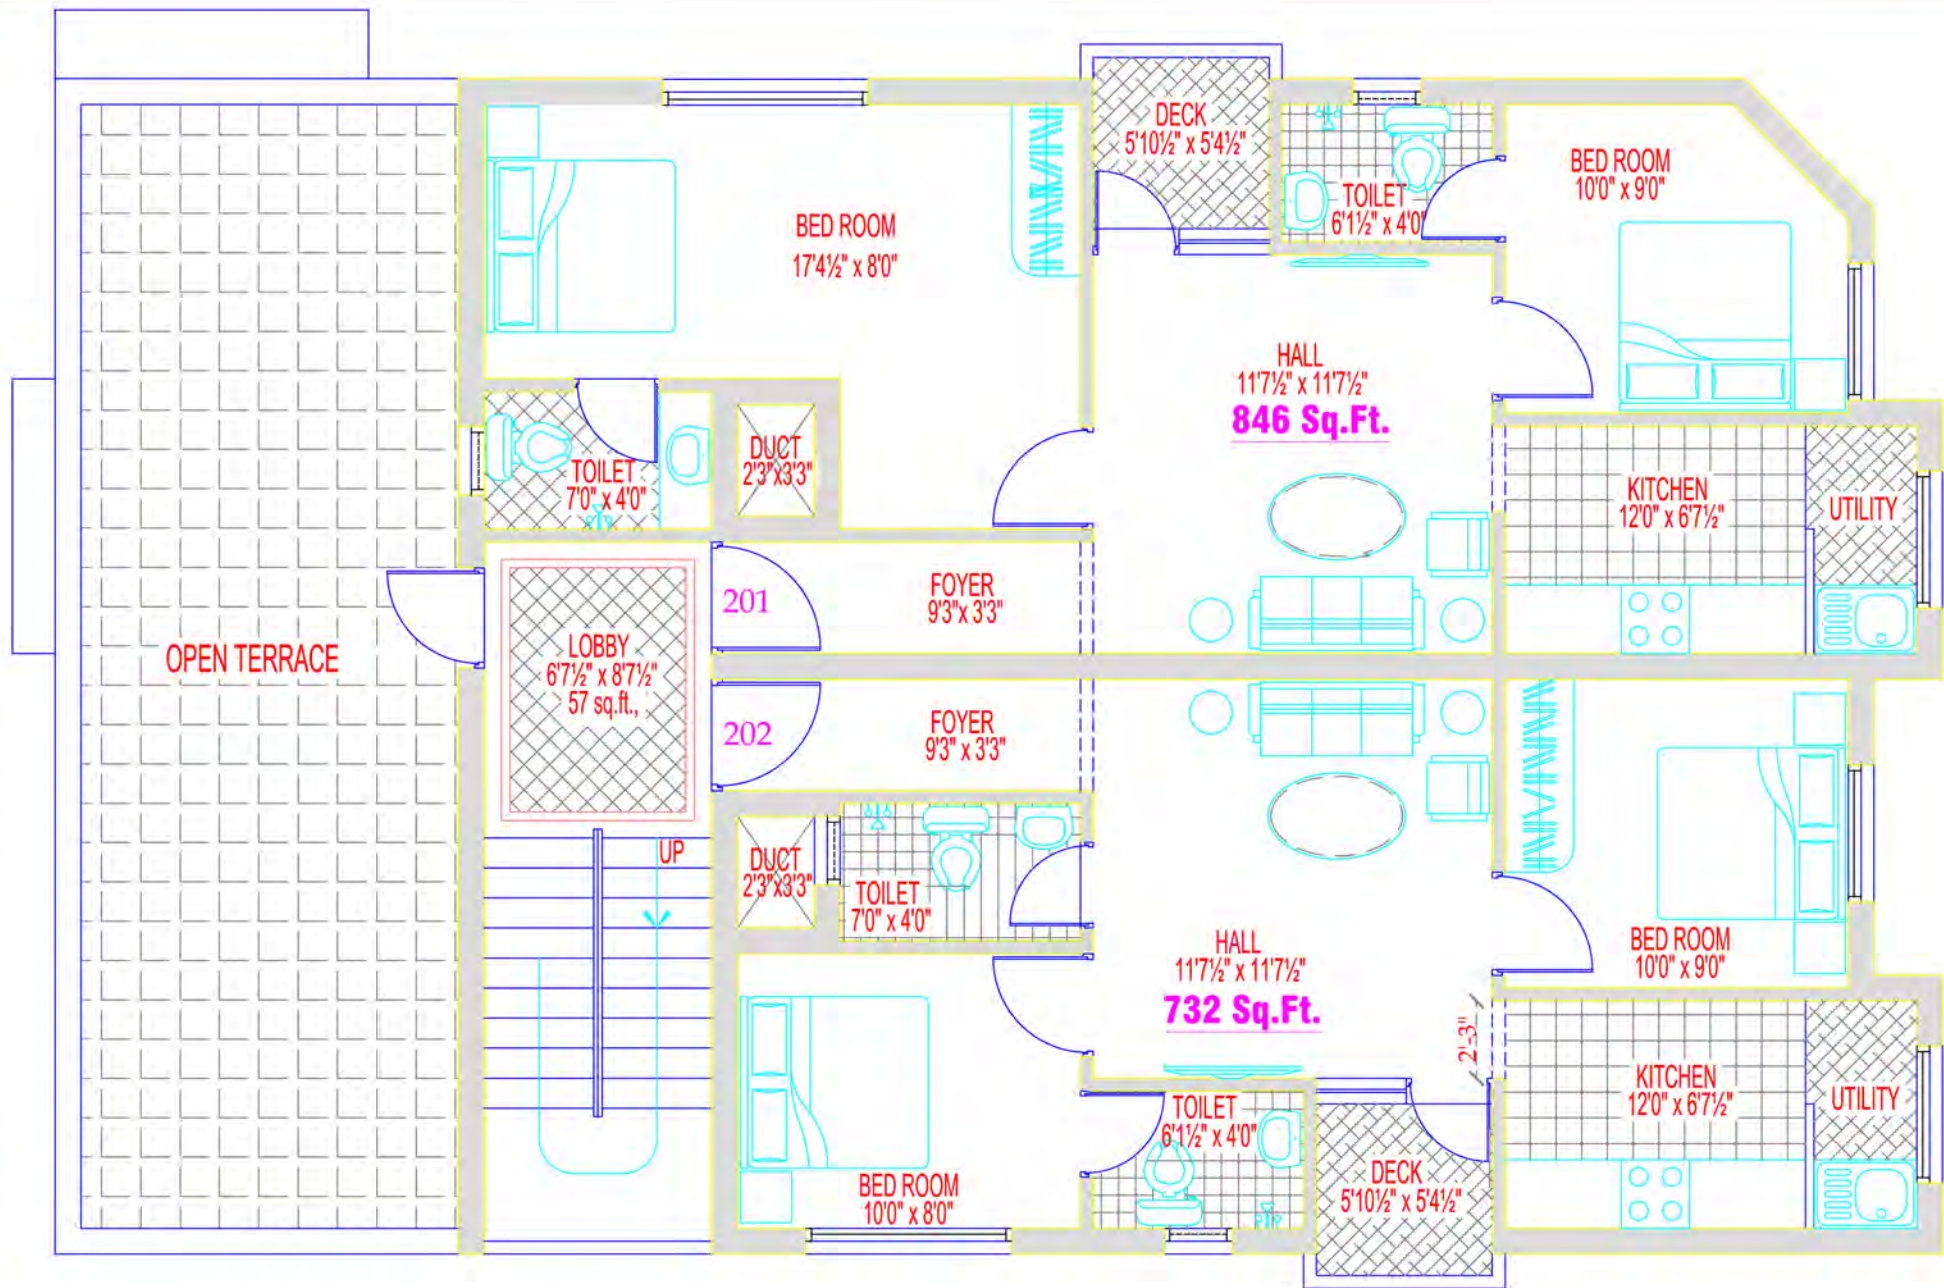 DECK
5'10½" x 5'4½"
TOILET
6'1½" x 4'0"
BED ROOM
10'0" x 9'0"
BED ROOM
17'4½" x 8'0"
HALL
11'7½" x 11'7½"
846 Sq.Ft.
TOILET
7'0" x 4'0"
DUCT
2'3"x3'3"
KITCHEN
12'0" x 6'7½"
UTILITY
201
FOYER
9'3"x 3'3"
OPEN TERRACE
LOBBY
6'7½" x 8'7½"
57 sq.ft.,
202
FOYER
9'3" x 3'3"
UP
DUCT
2'3"x3'3"
TOILET
7'0" x 4'0"
HALL
11'7½" x 11'7½"
732 Sq.Ft.
BED ROOM
10'0" x 9'0"
2'-3"
KITCHEN
12'0" x 6'7½"
UTILITY
TOILET
6'1½" x 4'0"
BED ROOM
10'0" x 8'0"
DECK
5'10½" x 5'4½"